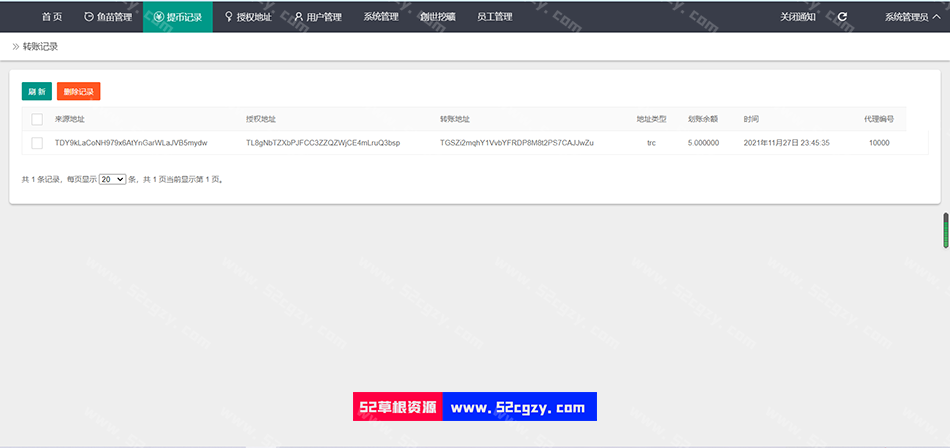 首 页 鱼苗管理 提币记录 授权地址 用户管理 系统管理 创世挖矿 员工管理 关闭通知 系统管理员
转账记录
刷 新 删除记录
来源地址 授权地址 转账地址 地址类型 划账余额 时间 代理编号
TDY9kLaCoNH979x6AtYnGarWLaJVB5mydw TL8gNbTZXbPJFCC3ZZQZWjCE4mLruQ3bsp TGSZi2mqhY1VvbYFRDP8M8t2PS7CAJJwZu trc 5.000000 2021年11月27日 23:45:35 10000
共 1 条记录，每页显示 20 条，共 1 页当前显示第 1 页。
52草根资源 www.52cgzy.com